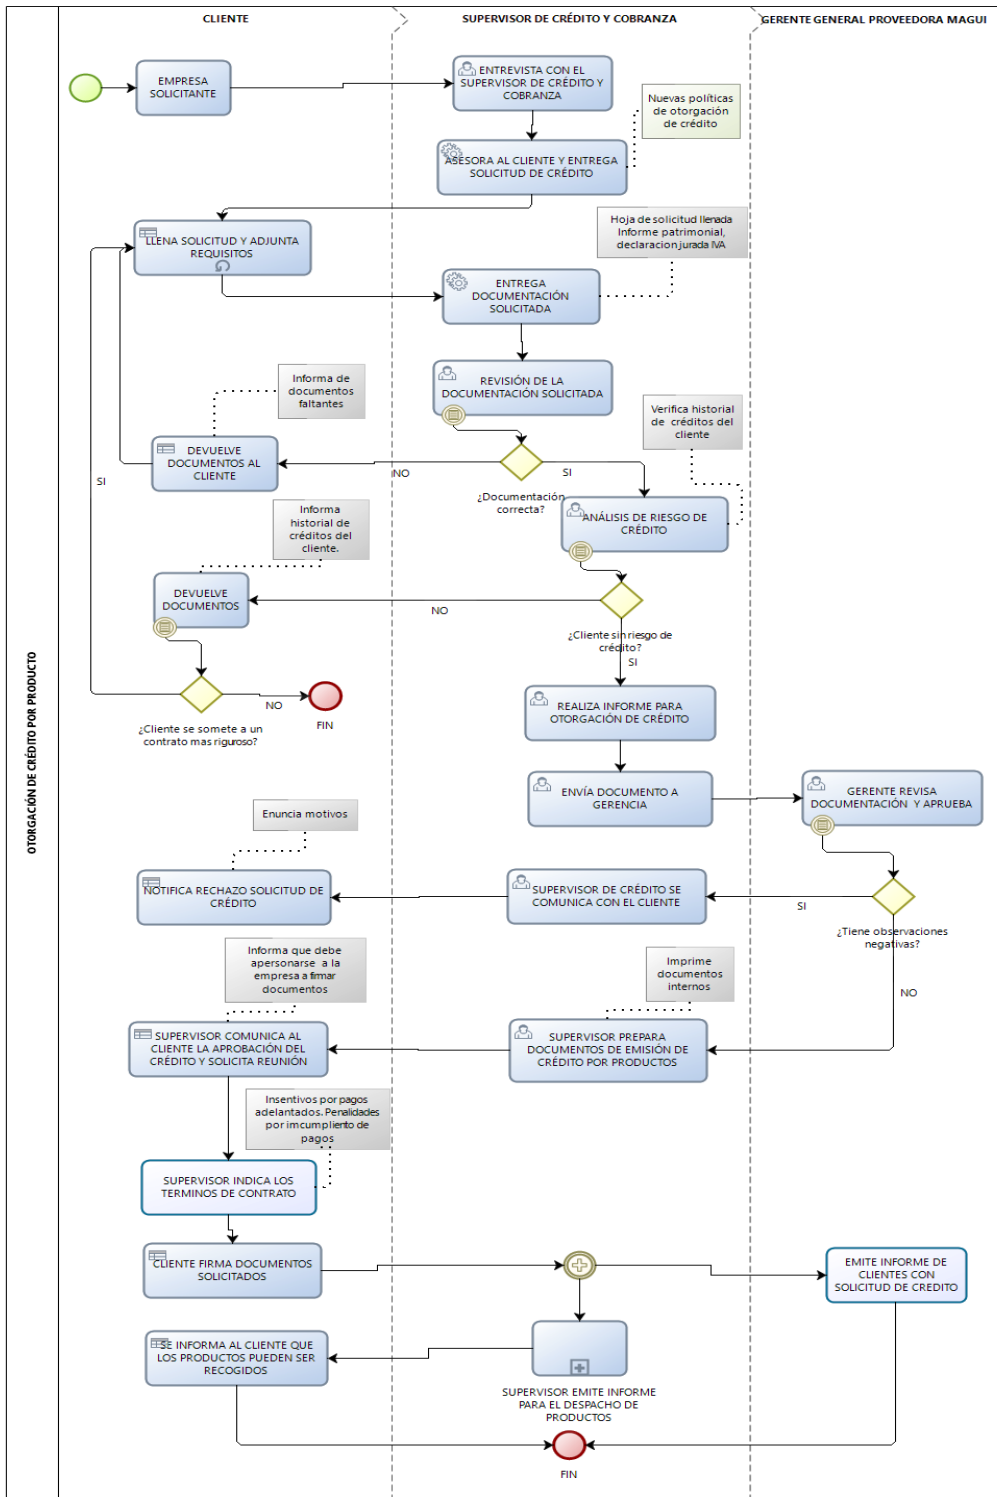 CLIENTE
SUPERVISOR DE CRÉDITO Y COBRANZA
GERENTE GENERAL PROVEEDORA MAGUI
OTORGACIÓN DE CRÉDITO POR PRODUCTO
EMPRESA
SOLICITANTE
ENTREVISTA CON EL
SUPERVISOR DE CRÉDITO Y
COBRANZA
Nuevas políticas
de otorgación
de crédito
ASESORA AL CLIENTE Y ENTREGA
SOLICITUD DE CRÉDITO
LLENA SOLICITUD Y ADJUNTA
REQUISITOS
Hoja de solicitud llenada
Informe patrimonial,
declaracion jurada IVA
ENTREGA
DOCUMENTACIÓN
SOLICITADA
REVISIÓN DE LA
DOCUMENTACIÓN SOLICITADA
Informa de
documentos
faltantes
Verifica historial
de créditos del
cliente
DEVUELVE
DOCUMENTOS AL
CLIENTE
NO
SI
¿Documentación
correcta?
SI
Informa
historial de
créditos del
cliente.
ANÁLISIS DE RIESGO DE
CRÉDITO
DEVUELVE
DOCUMENTOS
NO
¿Cliente sin riesgo de
crédito?
SI
NO
FIN
¿Cliente se somete a un
contrato mas riguroso?
REALIZA INFORME PARA
OTORGACIÓN DE CRÉDITO
ENVÍA DOCUMENTO A
GERENCIA
GERENTE REVISA
DOCUMENTACIÓN Y APRUEBA
Enuncia motivos
NOTIFICA RECHAZO SOLICITUD DE
CRÉDITO
SUPERVISOR DE CRÉDITO SE
COMUNICA CON EL CLIENTE
SI
¿Tiene observaciones
negativas?
NO
Informa que debe
apersonarse a la
empresa a firmar
documentos
Imprime
documentos
internos
SUPERVISOR COMUNICA AL
CLIENTE LA APROBACIÓN DEL
CRÉDITO Y SOLICITA REUNIÓN
SUPERVISOR PREPARA
DOCUMENTOS DE EMISIÓN DE
CRÉDITO POR PRODUCTOS
Insentivos por pagos
adelantados. Penalidades
por imcumpliento de
pagos
SUPERVISOR INDICA LOS
TERMINOS DE CONTRATO
CLIENTE FIRMA DOCUMENTOS
SOLICITADOS
EMITE INFORME DE
CLIENTES CON
SOLICITUD DE CREDITO
SE INFORMA AL CLIENTE QUE
LOS PRODUCTOS PUEDEN SER
RECOGIDOS
SUPERVISOR EMITE INFORME
PARA EL DESPACHO DE
PRODUCTOS
FIN